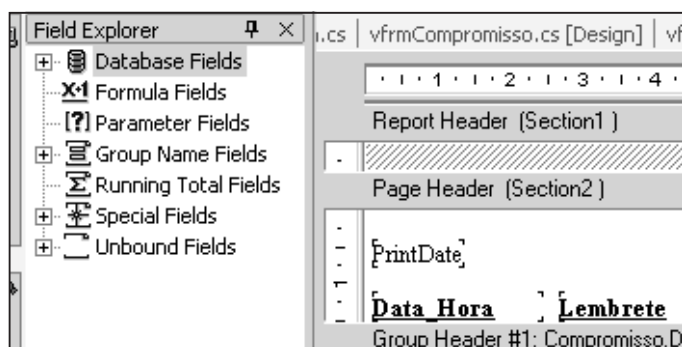 Field Explorer
Database Fields
X+1 Formula Fields
[?] Parameter Fields
Group Name Fields
Σ Running Total Fields
Special Fields
Unbound Fields
.cs vfrmCompromisso.cs [Design] vf
1 2 3 4
Report Header (Section1 )
Page Header (Section2 )
PrintDate
Data_Hora Lembrete
Group Header #1: Compromisso.D